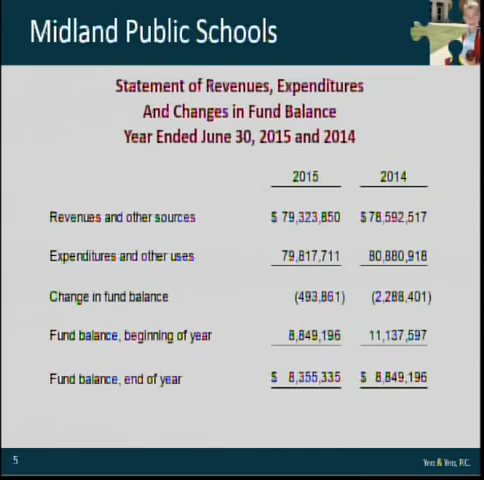 Midland Public Schools
Statement of Revenues, Expenditures
And Changes in Fund Balance
Year Ended June 30, 2015 and 2014
2015 2014
Revenues and other sources $ 79,323,850 $ 78,592,517
Expenditures and other uses 79,817,711 80,880,918
Change in fund balance (493,861) (2,288,401)
Fund balance, beginning of year 8,849,196 11,137,597
Fund balance, end of year $ 8,355,335 $ 8,849,196
5 Yeo & Yeo, P.C.